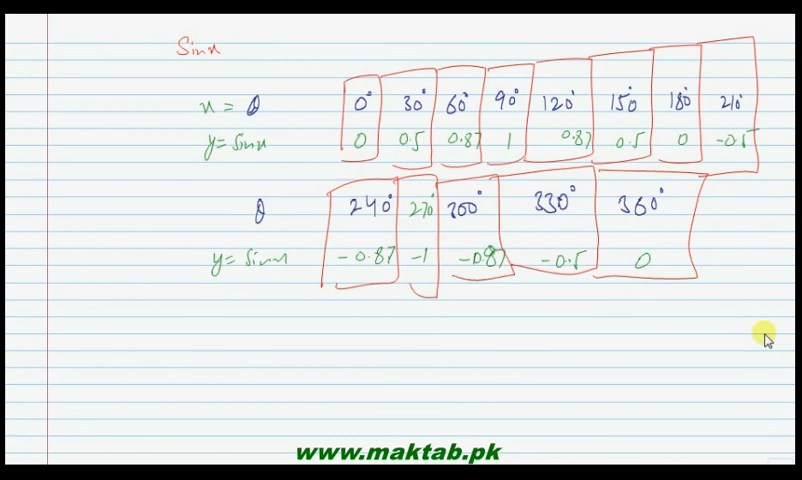 Sinx
x = θ 0° 30° 60° 90° 120° 150° 180° 210°
y = Sinx 0 0.5 0.87 1 0.87 0.5 0 -0.5
θ 240° 270° 300° 330° 360°
y = Sinx -0.87 -1 -0.87 -0.5 0
www.maktab.pk